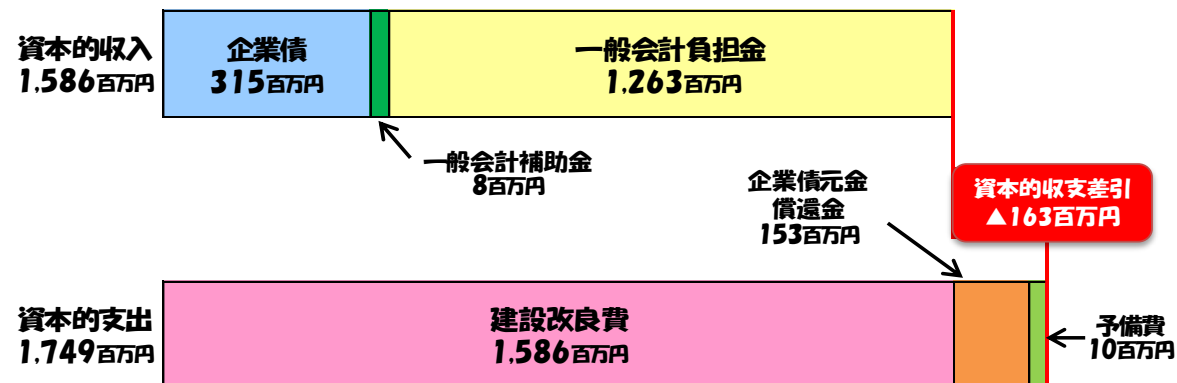 資本的収入
1,586百万円
企業債
315百万円
一般会計負担金
1,263百万円
一般会計補助金
8百万円
企業債元金
償還金
153百万円
資本的収支差引
▲163百万円
資本的支出
1,749百万円
建設改良費
1,586百万円
予備費
10百万円